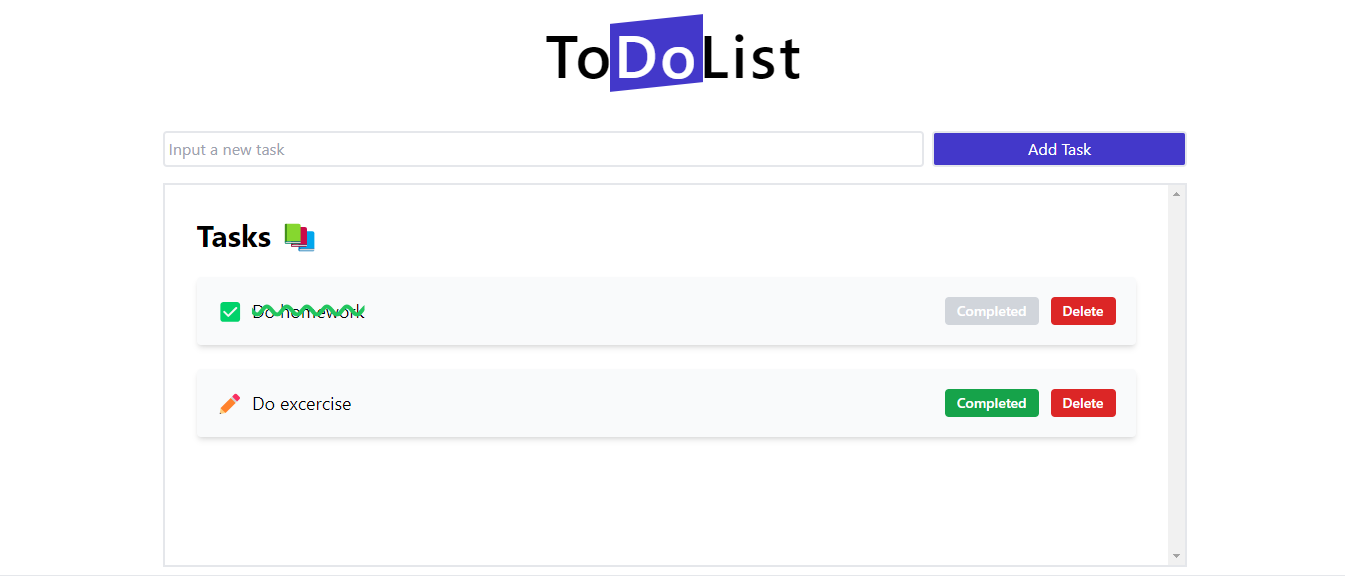 ToDoList
Input a new task Add Task
Tasks
Do homework Completed Delete
Do excercise Completed Delete